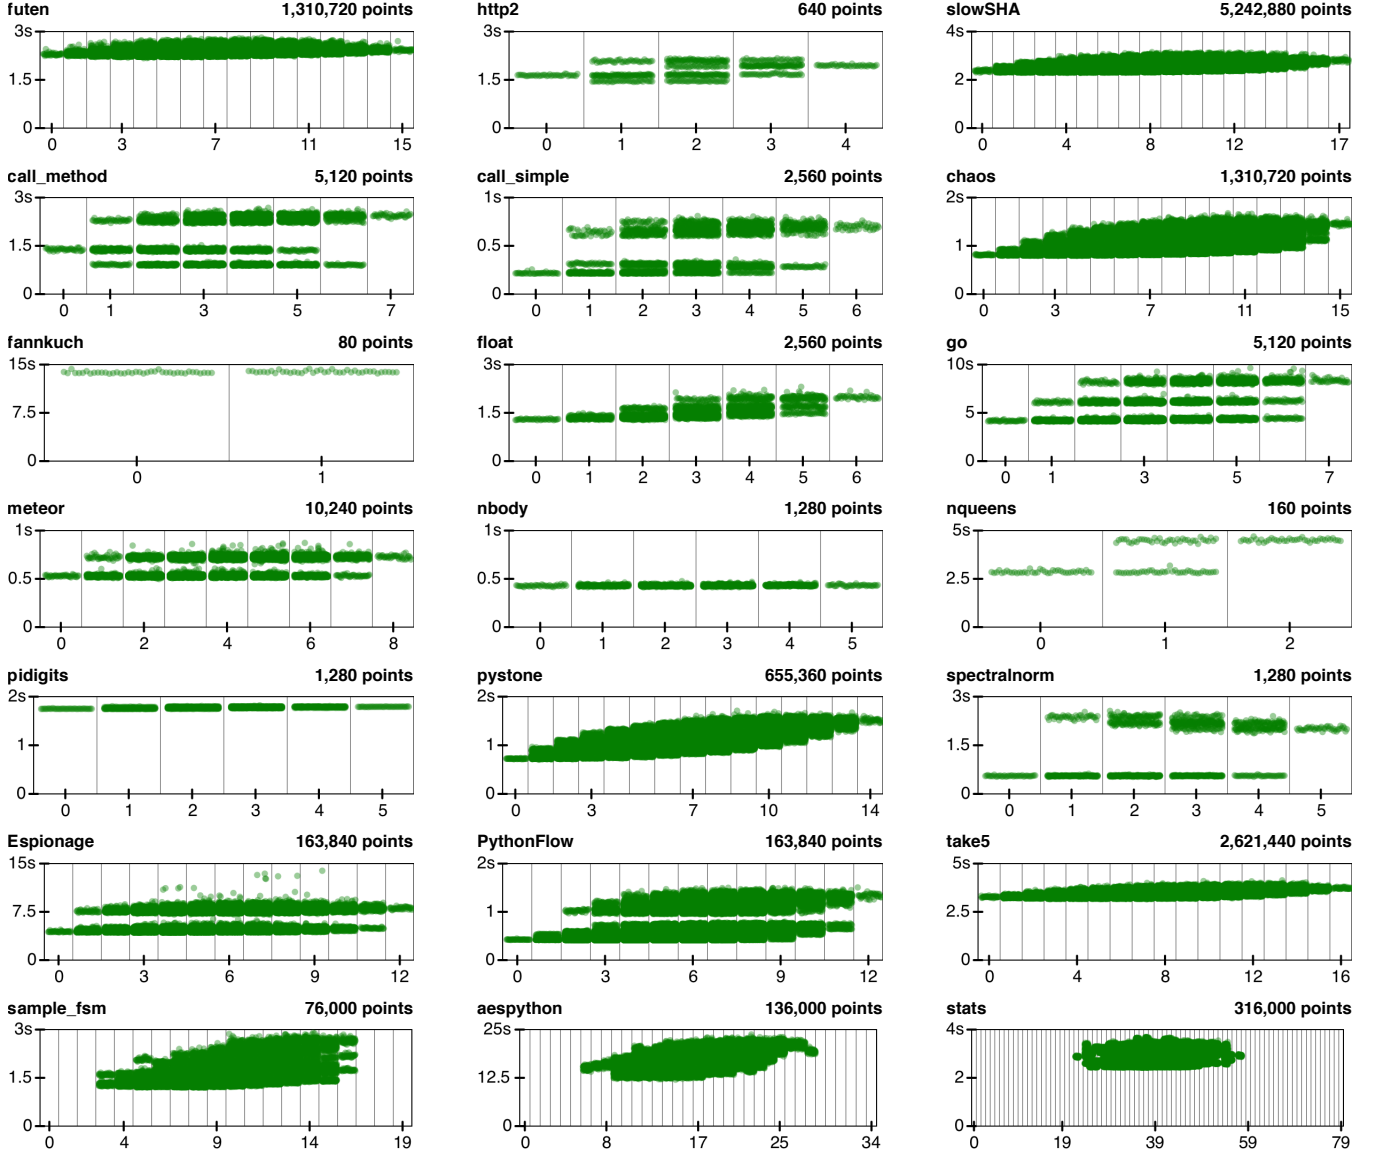 futen 1,310,720 points http2 640 points slowSHA 5,242,880 points
3s 3s 4s
1.5 1.5 2
0 0 0
0 3 7 11 15 0 1 2 3 4 0 4 8 12 17
call_method 5,120 points call_simple 2,560 points chaos 1,310,720 points
3s 1s 2s
1.5 0.5 1
0 0 0
0 1 3 5 7 0 1 2 3 4 5 6 0 3 7 11 15
fannkuch 80 points float 2,560 points go 5,120 points
15s 3s 10s
7.5 1.5 5
0 0 0
0 1 0 1 2 3 4 5 6 0 1 3 5 7
meteor 10,240 points nbody 1,280 points nqueens 160 points
1s 1s 5s
0.5 0.5 2.5
0 0 0
0 2 4 6 8 0 1 2 3 4 5 0 1 2
pidigits 1,280 points pystone 655,360 points spectralnorm 1,280 points
2s 2s 3s
1 1 1.5
0 0 0
0 1 2 3 4 5 0 3 7 10 14 0 1 2 3 4 5
Espionage 163,840 points PythonFlow 163,840 points take5 2,621,440 points
15s 2s 5s
7.5 1 2.5
0 0 0
0 3 6 9 12 0 3 6 9 12 0 4 8 12 16
sample_fsm 76,000 points aespython 136,000 points stats 316,000 points
3s 25s 4s
1.5 12.5 2
0 0 0
0 4 9 14 19 0 8 17 25 34 0 19 39 59 79